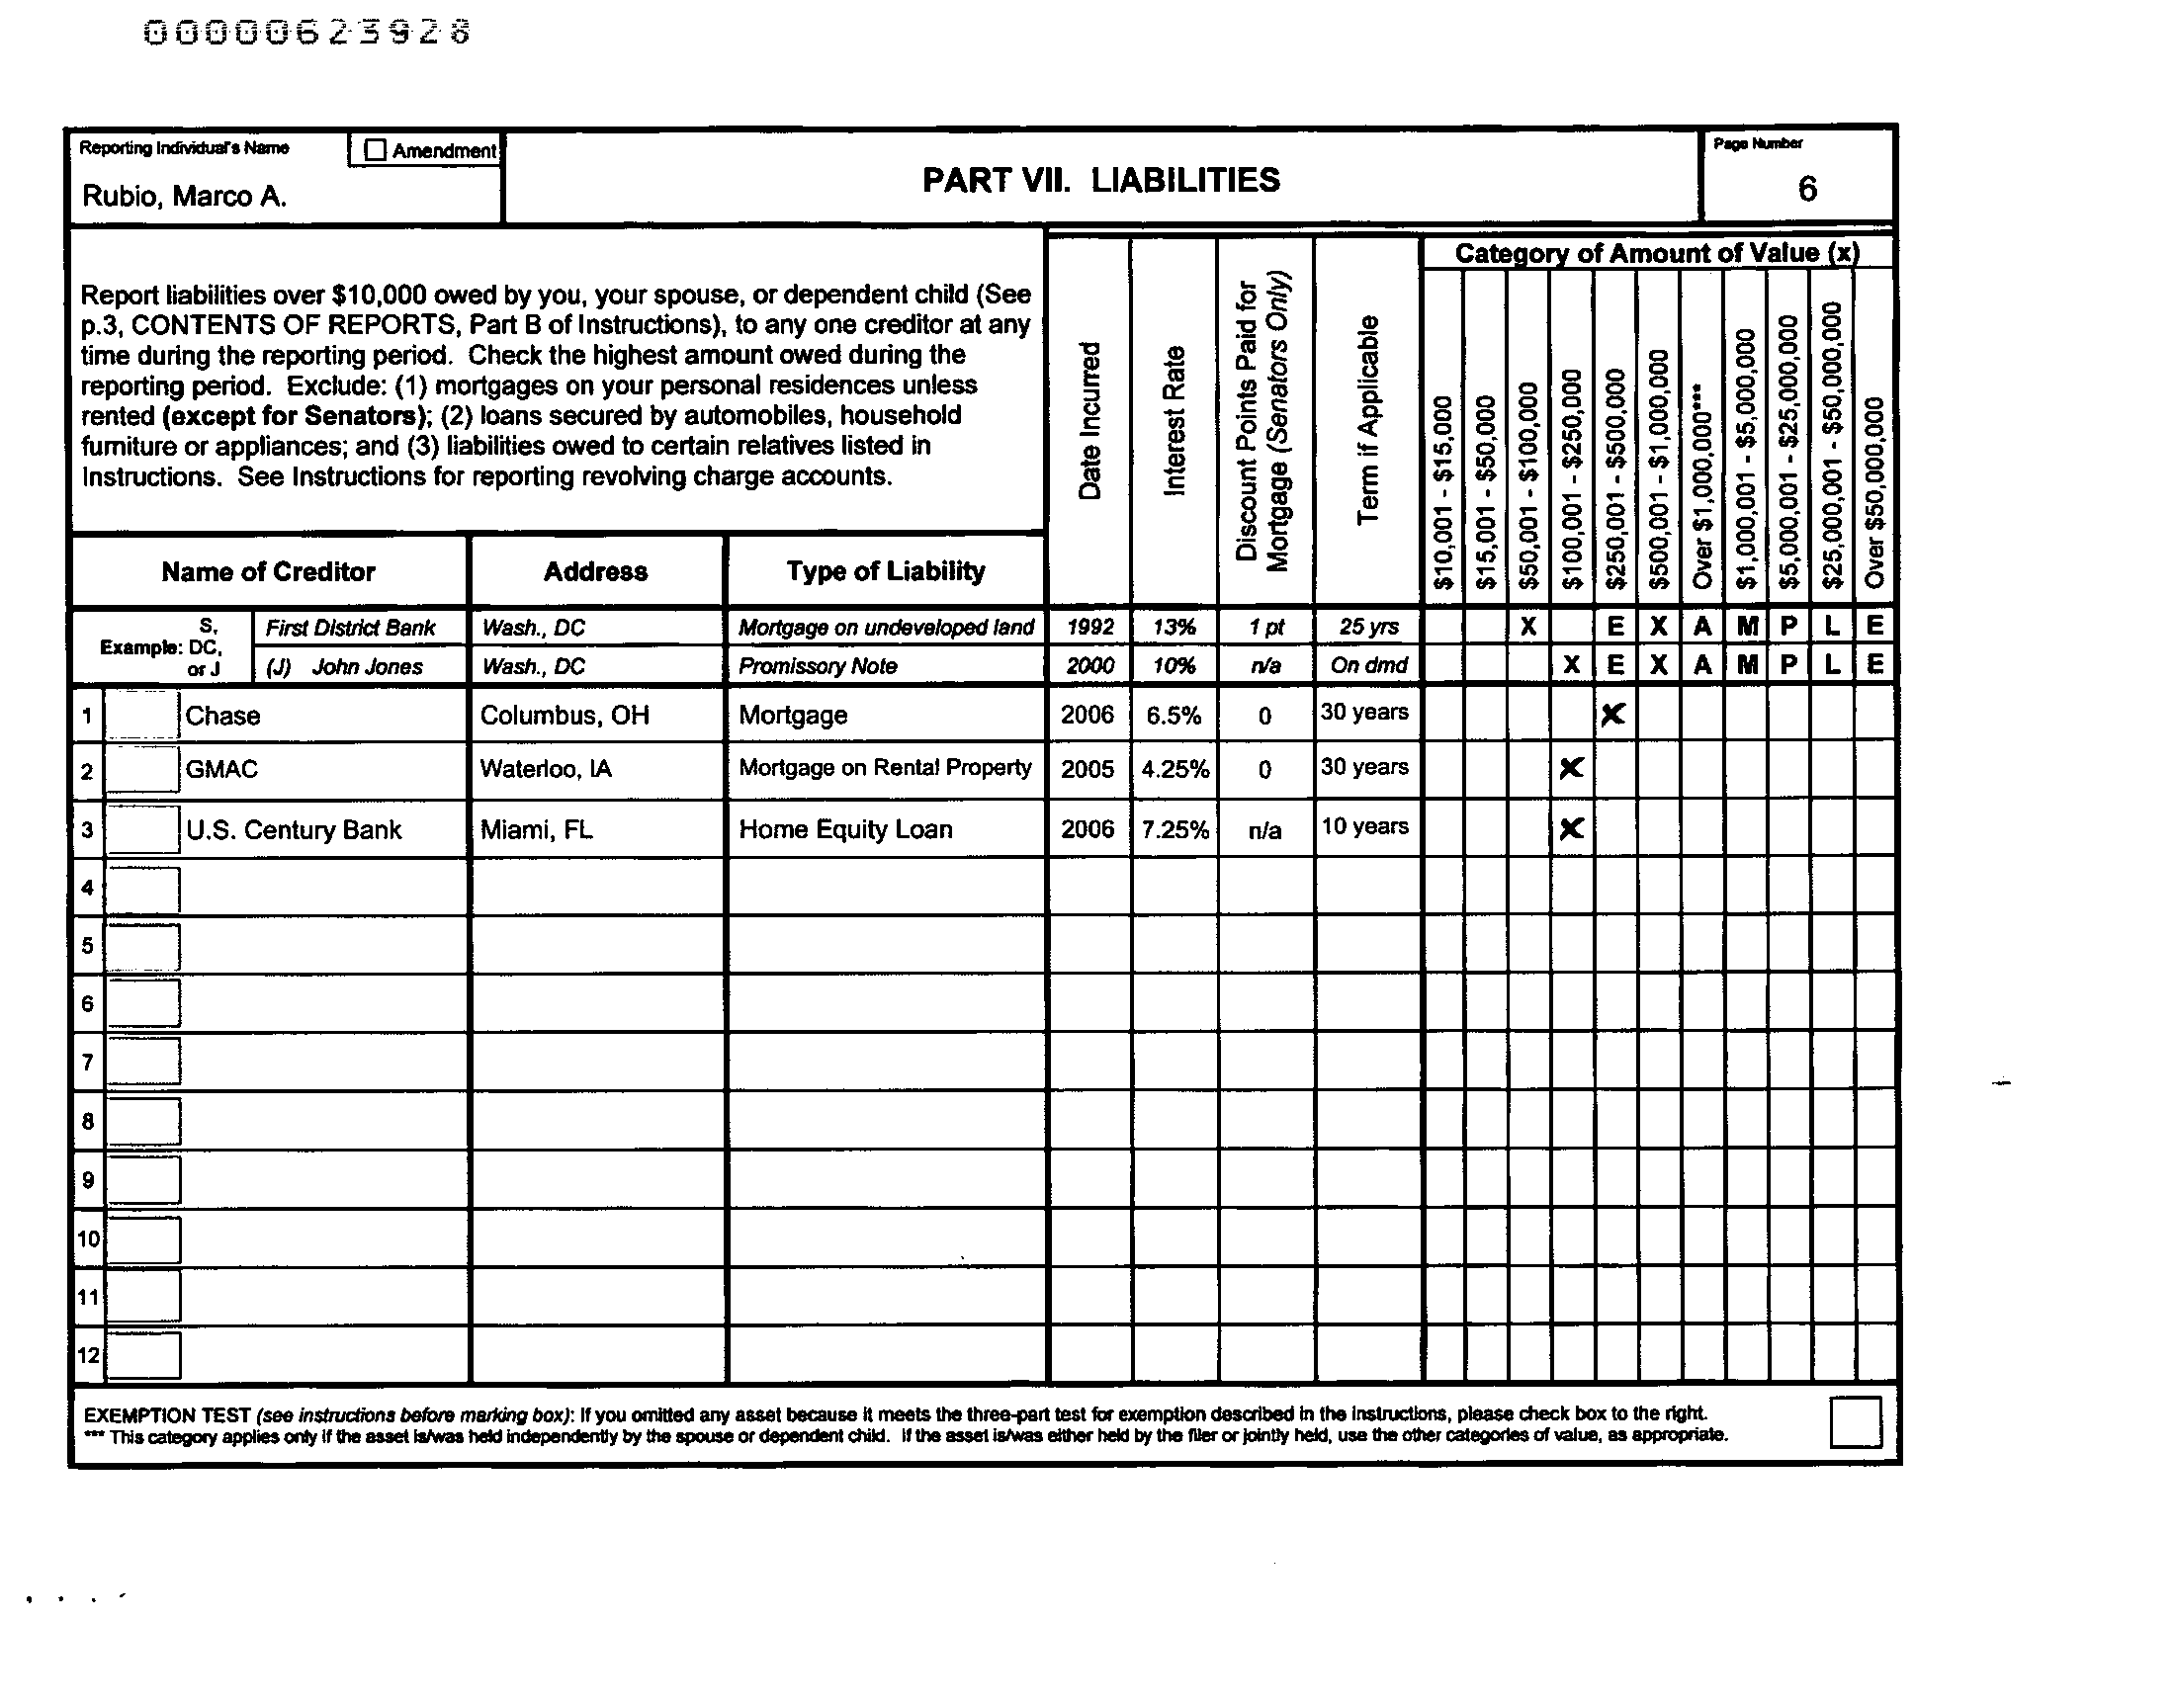 00000623928
Reporting Individual's Name
☐ Amendment
Rubio, Marco A.
PART VII. LIABILITIES
Page Number
6
Report liabilities over $10,000 owed by you, your spouse, or dependent child (See
p.3, CONTENTS OF REPORTS, Part B of Instructions), to any one creditor at any
time during the reporting period. Check the highest amount owed during the
reporting period. Exclude: (1) mortgages on your personal residences unless
rented (except for Senators); (2) loans secured by automobiles, household
furniture or appliances; and (3) liabilities owed to certain relatives listed in
Instructions. See Instructions for reporting revolving charge accounts.
Date Incurred
Interest Rate
Discount Points Paid for
Mortgage (Senators Only)
Term if Applicable
Category of Amount of Value (x)
$10,001 - $15,000
$15,001 - $50,000
$50,001 - $100,000
$100,001 - $250,000
$250,001 - $500,000
$500,001 - $1,000,000
Over $1,000,000***
$1,000,001 - $5,000,000
$5,000,001 - $25,000,000
$25,000,001 - $50,000,000
Over $50,000,000
Name of Creditor Address Type of Liability
Example: S, DC, or J
First District Bank Wash., DC Mortgage on undeveloped land 1992 13% 1 pt 25 yrs X E X A M P L E
(J) John Jones Wash., DC Promissory Note 2000 10% n/a On dmd X E X A M P L E
1 Chase Columbus, OH Mortgage 2006 6.5% 0 30 years X
2 GMAC Waterloo, IA Mortgage on Rental Property 2005 4.25% 0 30 years X
3 U.S. Century Bank Miami, FL Home Equity Loan 2006 7.25% n/a 10 years X
4
5
6
7
8
9
10
11
12
EXEMPTION TEST (see instructions before marking box): If you omitted any asset because it meets the three-part test for exemption described in the instructions, please check box to the right.
*** This category applies only if the asset is/was held independently by the spouse or dependent child. If the asset is/was either held by the filer or jointly held, use the other categories of value, as appropriate.